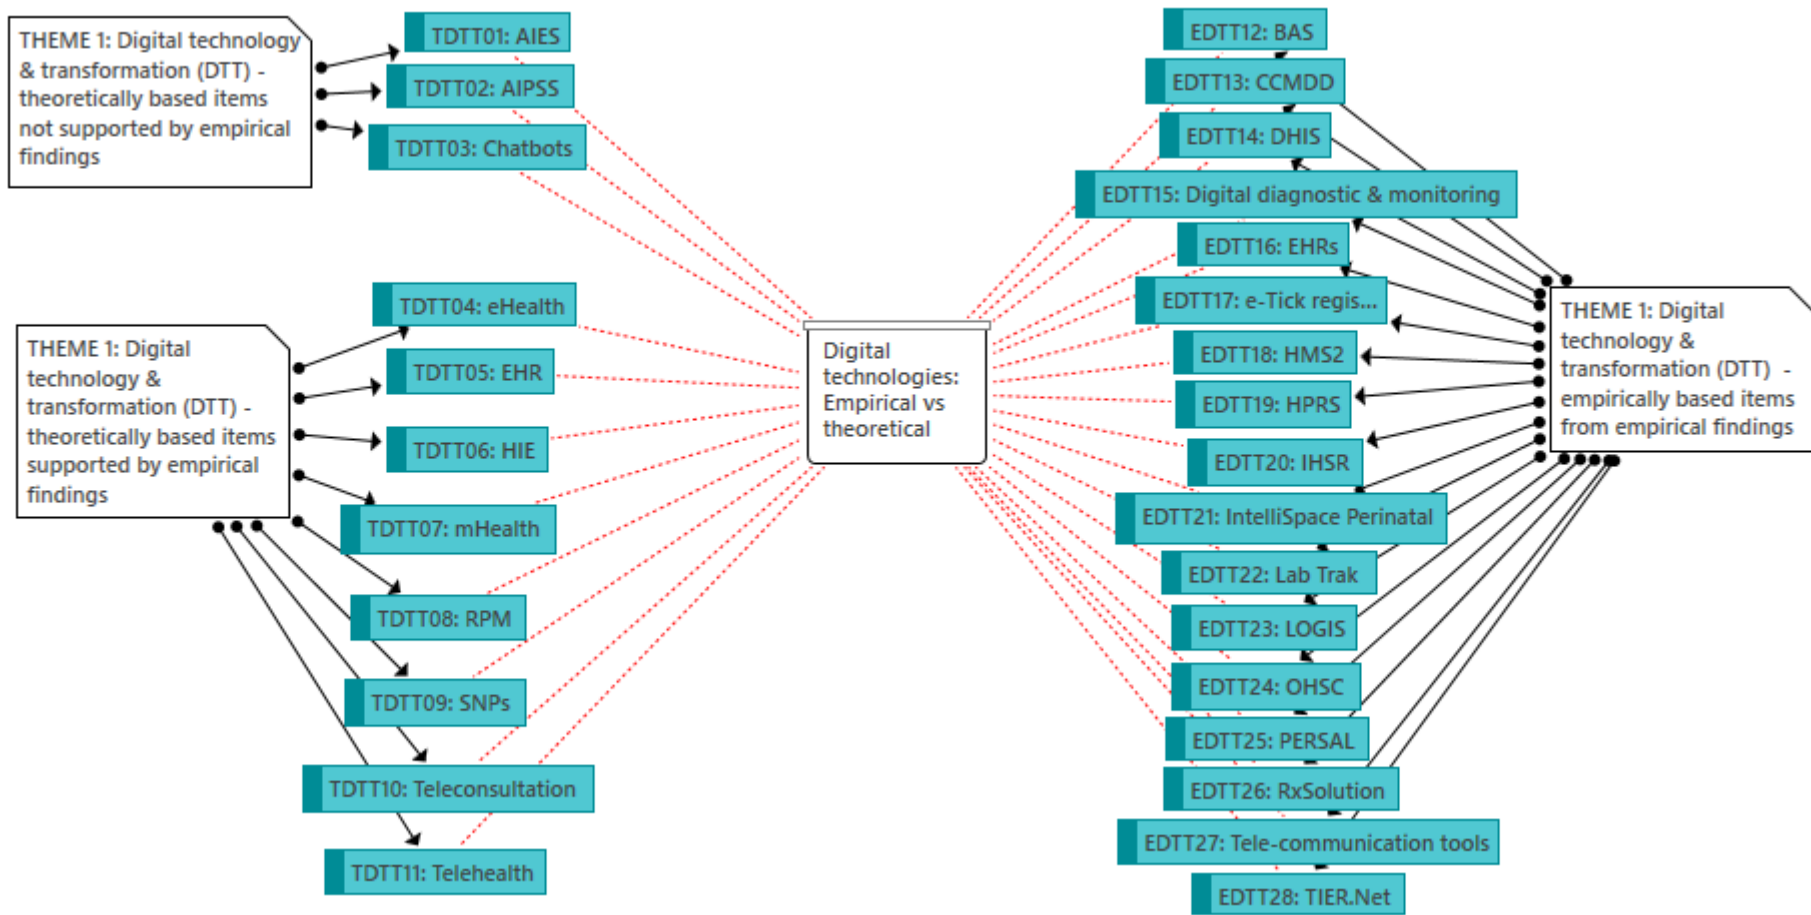 THEME 1: Digital technology
& transformation (DTT) -
theoretically based items
not supported by empirical
findings
TDTT01: AIES
TDTT02: AIPSS
TDTT03: Chatbots
THEME 1: Digital
technology &
transformation (DTT) -
theoretically based items
supported by empirical
findings
TDTT04: eHealth
TDTT05: EHR
TDTT06: HIE
TDTT07: mHealth
TDTT08: RPM
TDTT09: SNPs
TDTT10: Teleconsultation
TDTT11: Telehealth
Digital
technologies:
Empirical vs
theoretical
EDTT12: BAS
EDTT13: CCMDD
EDTT14: DHIS
EDTT15: Digital diagnostic & monitoring
EDTT16: EHRs
EDTT17: e-Tick regis...
EDTT18: HMS2
EDTT19: HPRS
EDTT20: IHSR
EDTT21: IntelliSpace Perinatal
EDTT22: Lab Trak
EDTT23: LOGIS
EDTT24: OHSC
EDTT25: PERSAL
EDTT26: RxSolution
EDTT27: Tele-communication tools
EDTT28: TIER.Net
THEME 1: Digital
technology &
transformation (DTT) -
empirically based items
from empirical findings